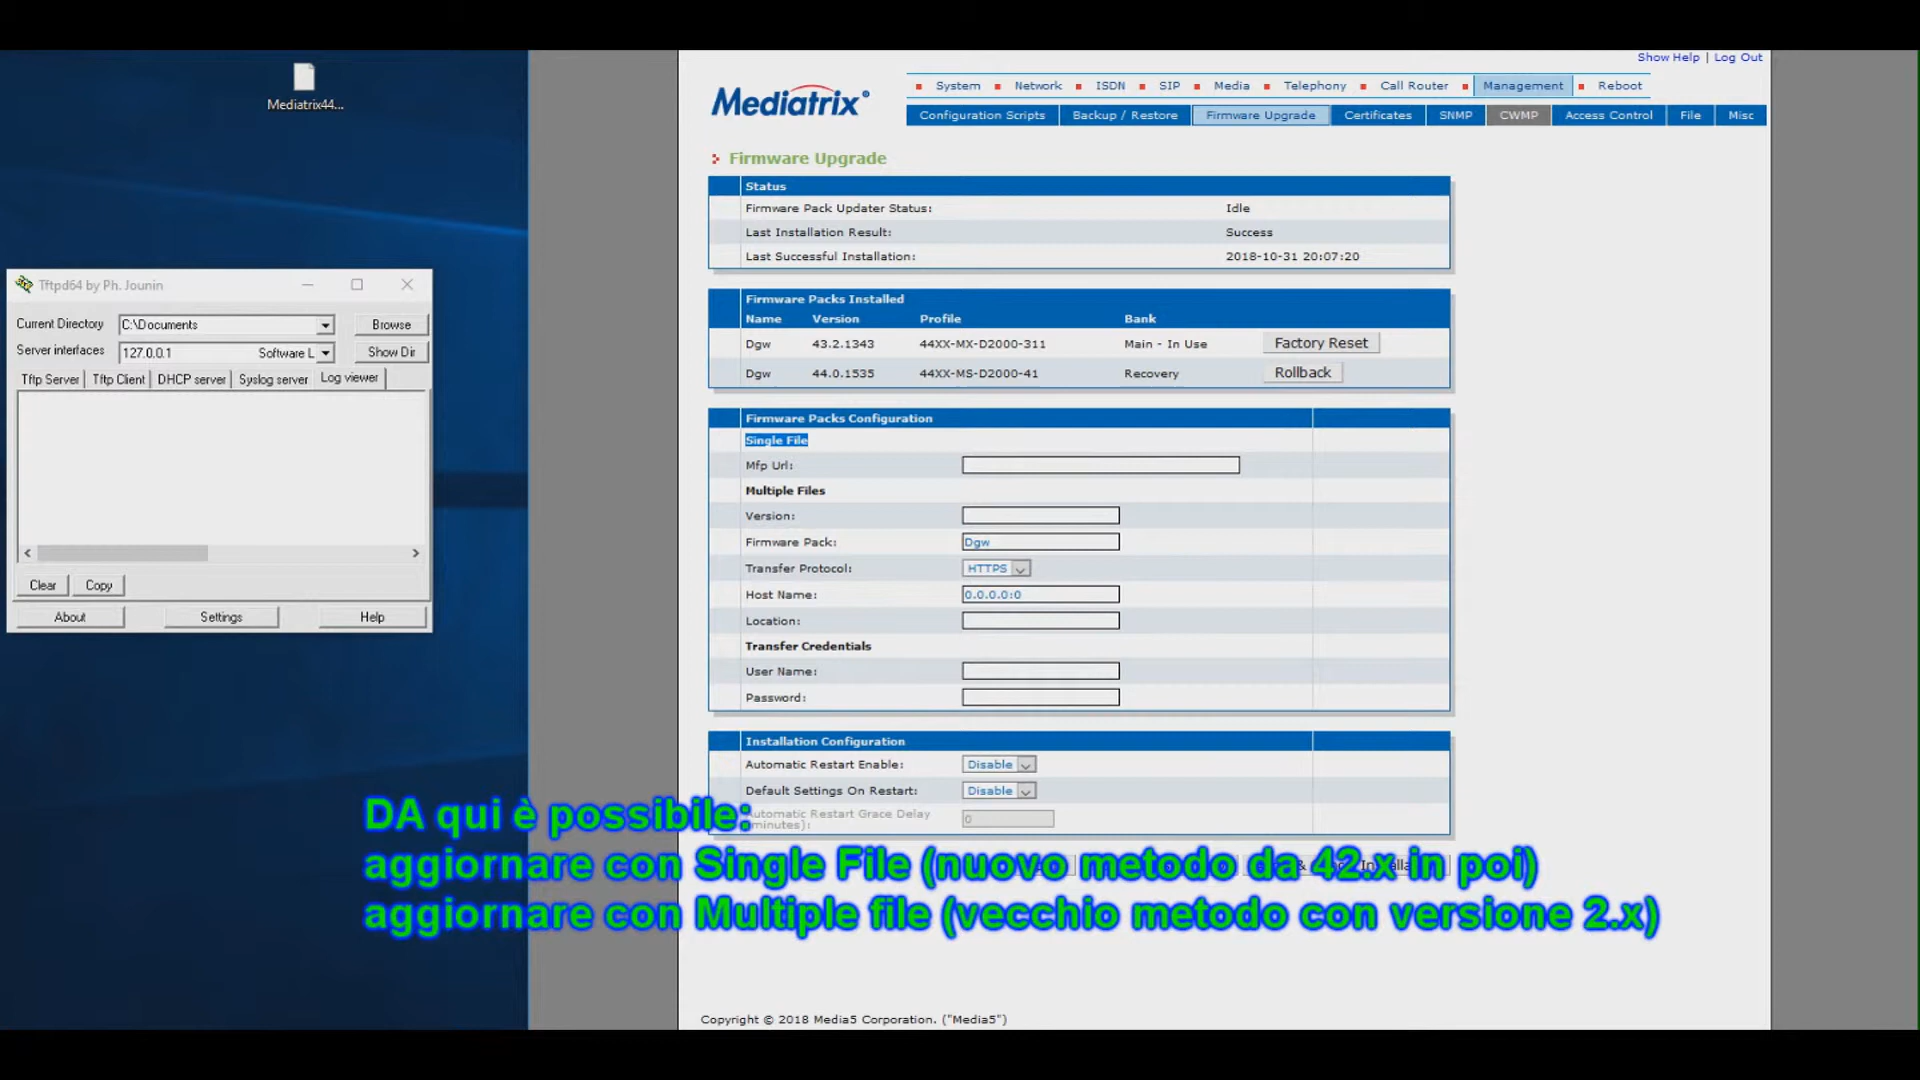 Mediatrix44...
Tftpd64 by Ph. Jounin
Current Directory C:\Documents Browse
Server interfaces 127.0.0.1 Software L Show Dir
Tftp Server Tftp Client DHCP server Syslog server Log viewer
Clear Copy
About Settings Help
Show Help | Log Out
Mediatrix®
System Network ISDN SIP Media Telephony Call Router Management Reboot
Configuration Scripts Backup / Restore Firmware Upgrade Certificates SNMP CWMP Access Control File Misc
Firmware Upgrade
Status
Firmware Pack Updater Status: Idle
Last Installation Result: Success
Last Successful Installation: 2018-10-31 20:07:20
Firmware Packs Installed
Name Version Profile Bank
Dgw 43.2.1343 44XX-MX-D2000-311 Main - In Use Factory Reset
Dgw 44.0.1535 44XX-MS-D2000-41 Recovery Rollback
Firmware Packs Configuration
Single File
Mfp Url:
Multiple Files
Version:
Firmware Pack: Dgw
Transfer Protocol: HTTPS
Host Name: 0.0.0.0:0
Location:
Transfer Credentials
User Name:
Password:
Installation Configuration
Automatic Restart Enable: Disable
Default Settings On Restart: Disable
Automatic Restart Grace Delay 0
minutes):
DA qui è possibile:
aggiornare con Single File (nuovo metodo da 42.x in poi)
aggiornare con Multiple file (vecchio metodo con versione 2.x)
Copyright © 2018 Media5 Corporation. ("Media5")